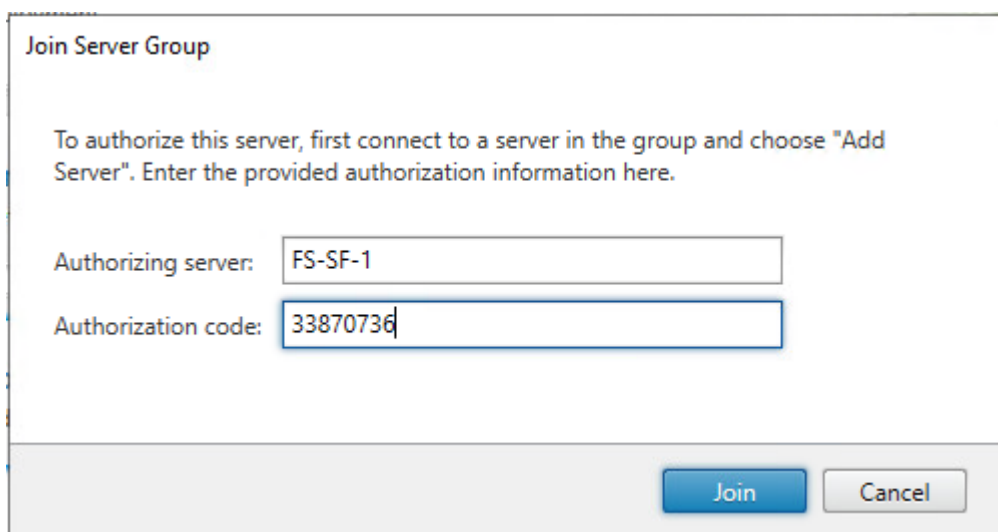 Join Server Group
To authorize this server, first connect to a server in the group and choose "Add
Server". Enter the provided authorization information here.
Authorizing server: FS-SF-1
Authorization code: 33870736
Join Cancel